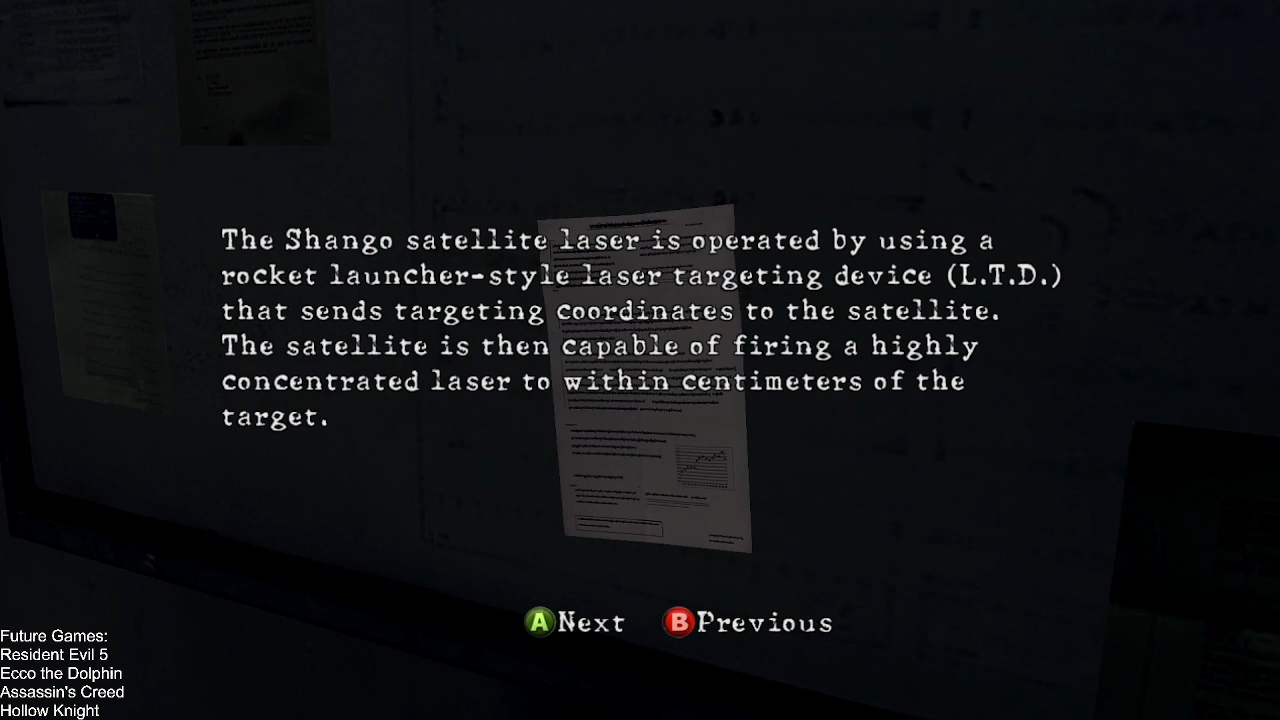 The Shango satellite laser is operated by using a
rocket launcher-style laser targeting device (L.T.D.)
that sends targeting coordinates to the satellite.
The satellite is then capable of firing a highly
concentrated laser to within centimeters of the
target.
A Next B Previous
Future Games:
Resident Evil 5
Ecco the Dolphin
Assassin's Creed
Hollow Knight